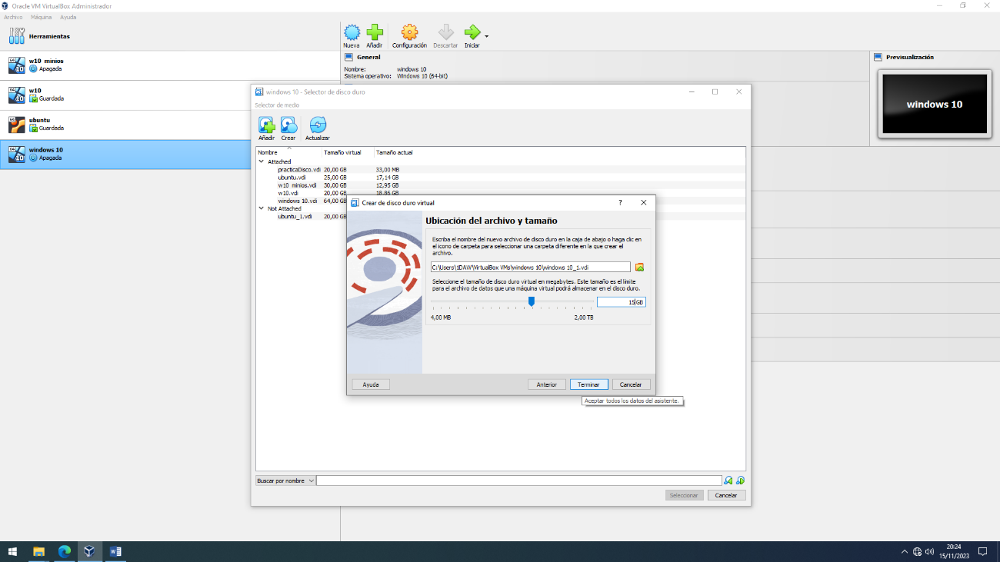 Oracle VM VirtualBox Administrador
Archivo Máquina Ayuda
Herramientas
w10 minios
Apagada
w10
Guardada
ubuntu
Guardada
windows 10
Apagada
Nueva Añadir Configuración Descartar Iniciar
General
Nombre: windows 10
Sistema operativo: Windows 10 (64-bit)
Previsualización
windows 10
windows 10 - Selector de disco duro
Selector de medio
Añadir Crear Actualizar
Nombre Tamaño virtual Tamaño actual
Attached
practicaDisco.vdi 20,00 GB 33,00 MB
ubuntu.vdi 25,00 GB 17,14 GB
w10 minios.vdi 30,00 GB 12,95 GB
w10.vdi 20,00 GB 18,86 GB
windows 10.vdi 64,00 GB
Not Attached
ubuntu_1.vdi 20,00 GB
Crear de disco duro virtual
Ubicación del archivo y tamaño
Escriba el nombre del nuevo archivo de disco duro en la caja de abajo o haga clic en
el icono de carpeta para seleccionar una carpeta diferente en la que crear el
archivo.
C:\Users\1DAW\VirtualBox VMs\windows 10\windows 10_1.vdi
Seleccione el tamaño de disco duro virtual en megabytes. Este tamaño es el límite
para el archivo de datos que una máquina virtual podrá almacenar en el disco duro.
15 GB
4,00 MB 2,00 TB
Ayuda Anterior Terminar Cancelar
Aceptar todos los datos del asistente.
Buscar por nombre
Seleccionar Cancelar
20:24
15/11/2023